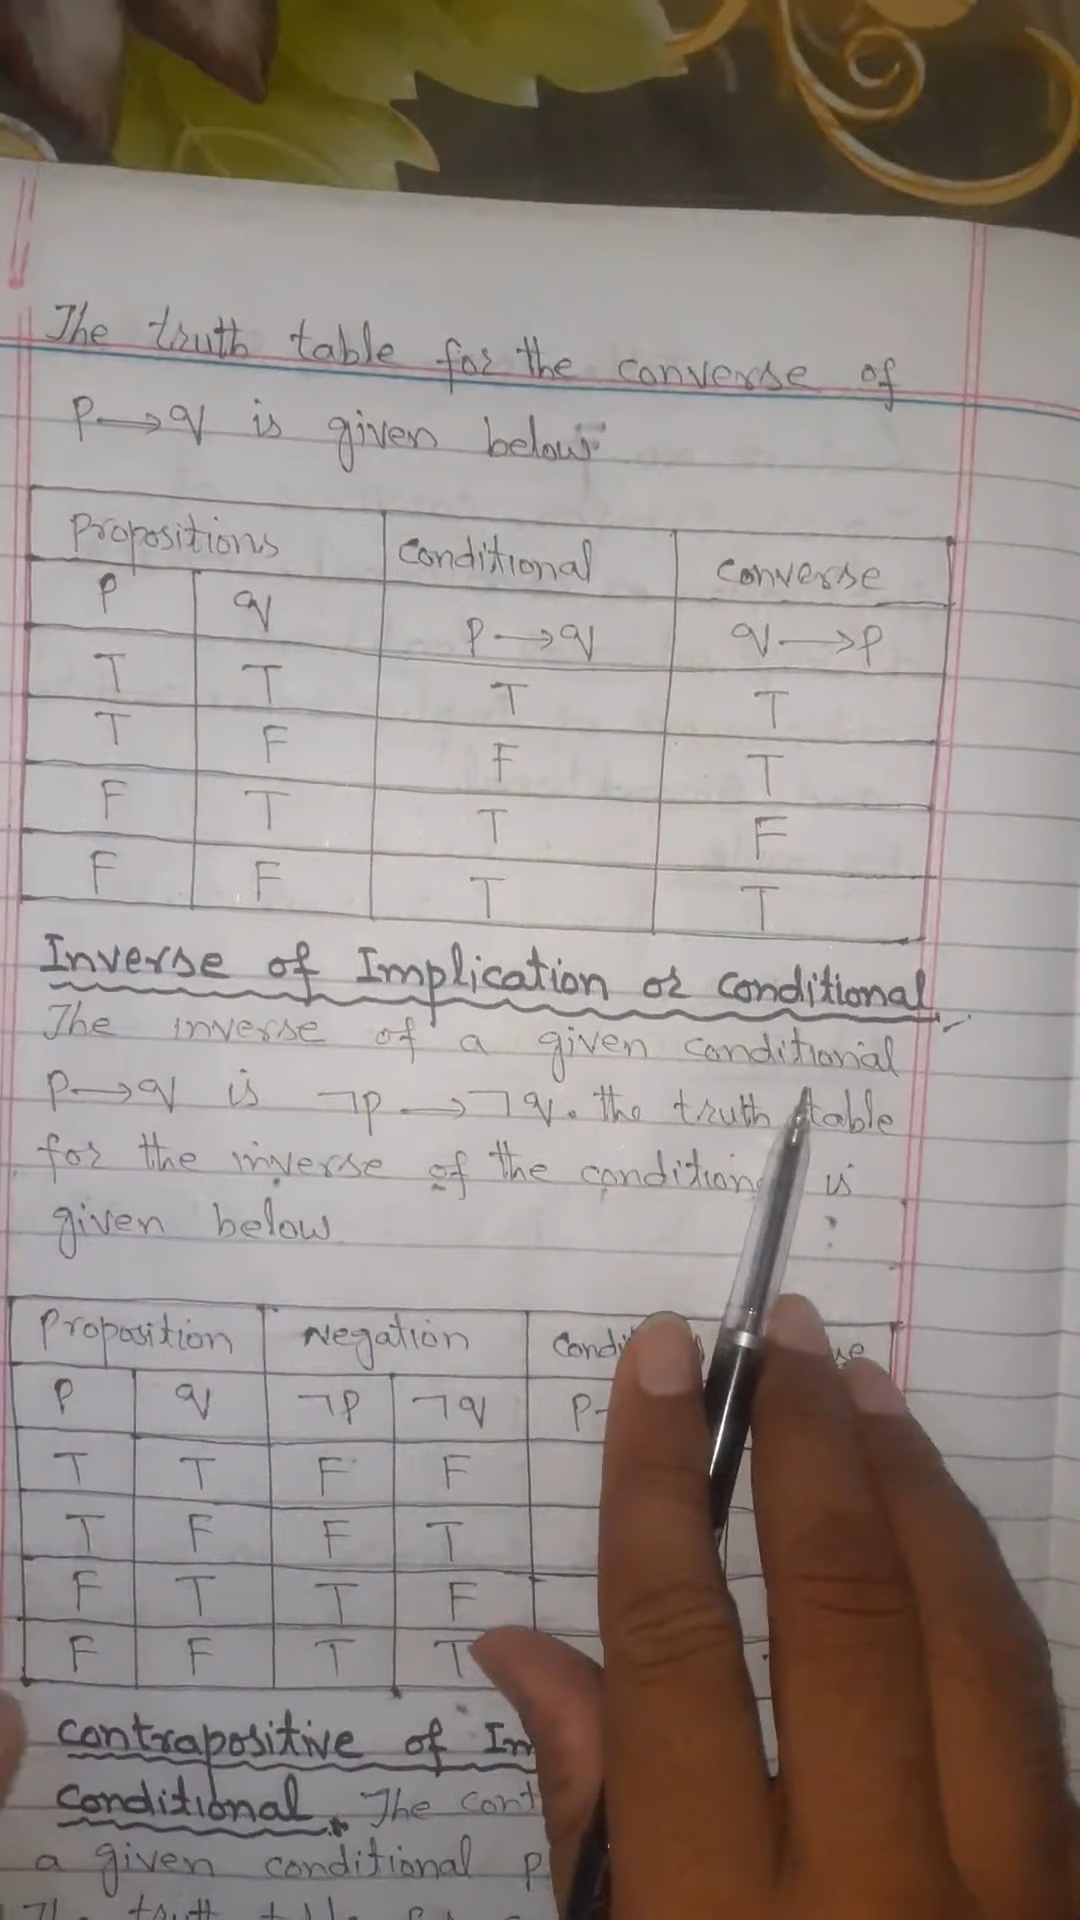 The truth table for the converse of
P→q is given below
Propositions Conditional Converse
P q P→q q→P
T T T T
T F F T
F T T F
F F T T
Inverse of Implication or Conditional
The inverse of a given conditional
P→q is ¬p→¬q. the truth table
for the inverse of the condition is
given below :
Proposition Negation
P q ¬P ¬q P
T T F F
T F F T
F T T F
F F T T
Contrapositive of
Conditional. The
a given conditional P